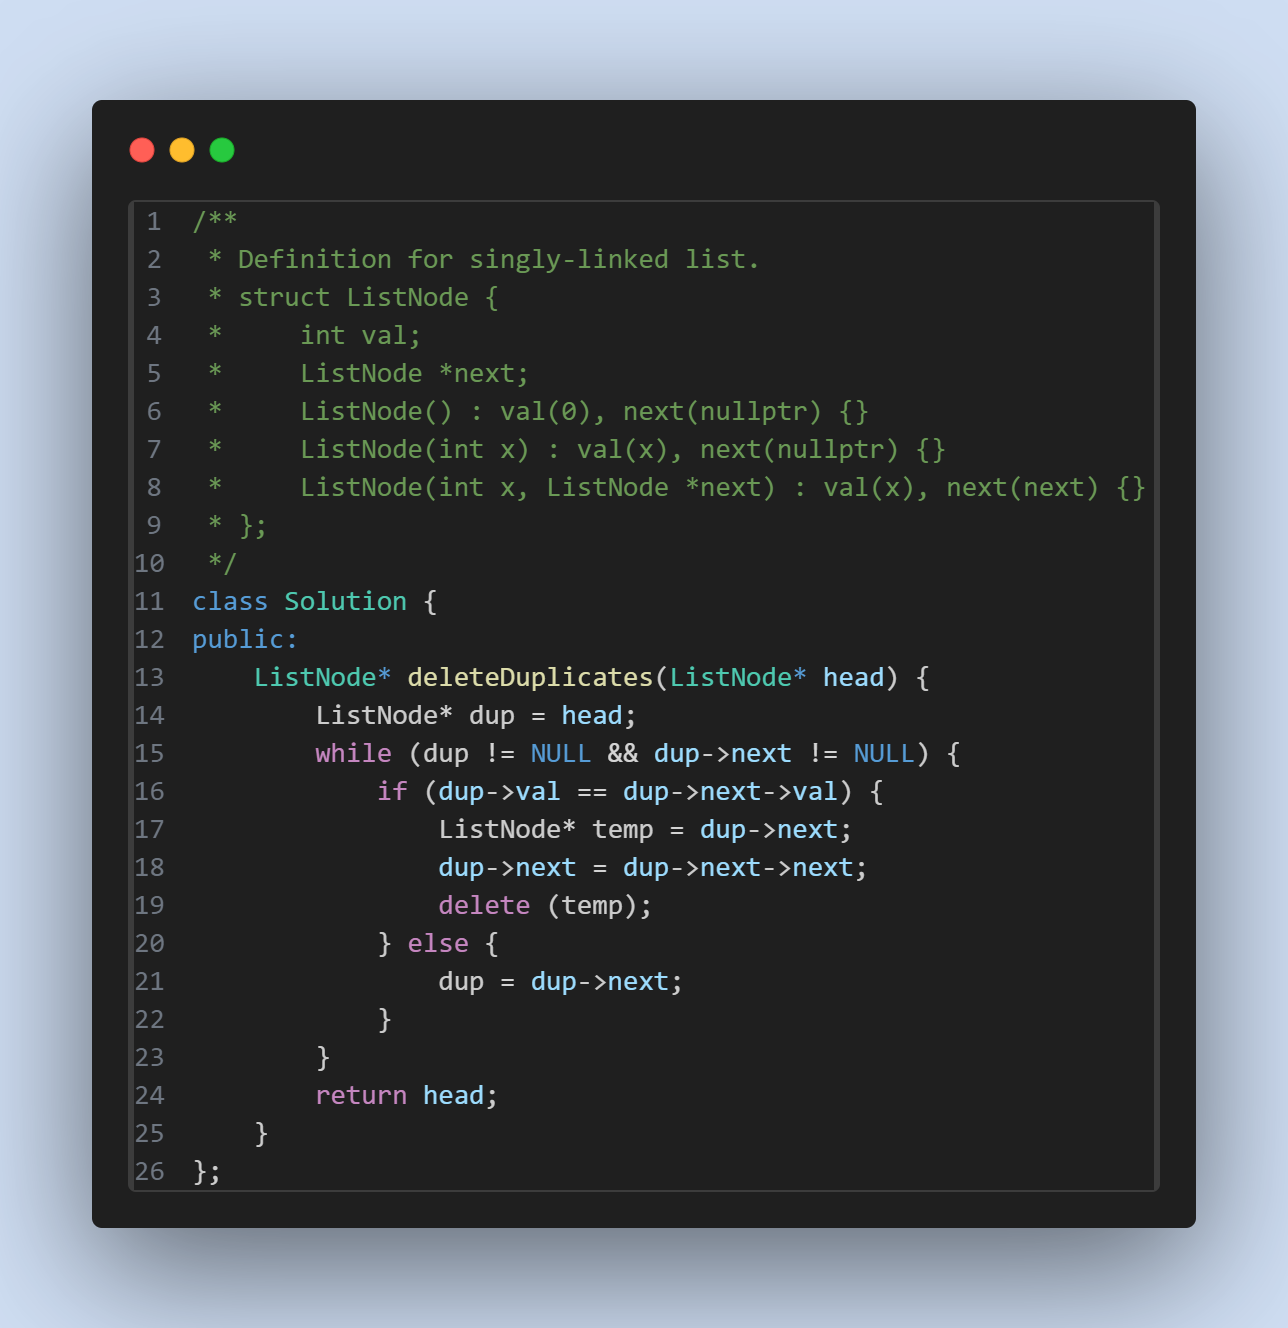 1 /**
2  * Definition for singly-linked list.
3  * struct ListNode {
4  *     int val;
5  *     ListNode *next;
6  *     ListNode() : val(0), next(nullptr) {}
7  *     ListNode(int x) : val(x), next(nullptr) {}
8  *     ListNode(int x, ListNode *next) : val(x), next(next) {}
9  * };
10  */
11 class Solution {
12 public:
13     ListNode* deleteDuplicates(ListNode* head) {
14         ListNode* dup = head;
15         while (dup != NULL && dup->next != NULL) {
16             if (dup->val == dup->next->val) {
17                 ListNode* temp = dup->next;
18                 dup->next = dup->next->next;
19                 delete (temp);
20             } else {
21                 dup = dup->next;
22             }
23         }
24         return head;
25     }
26 };